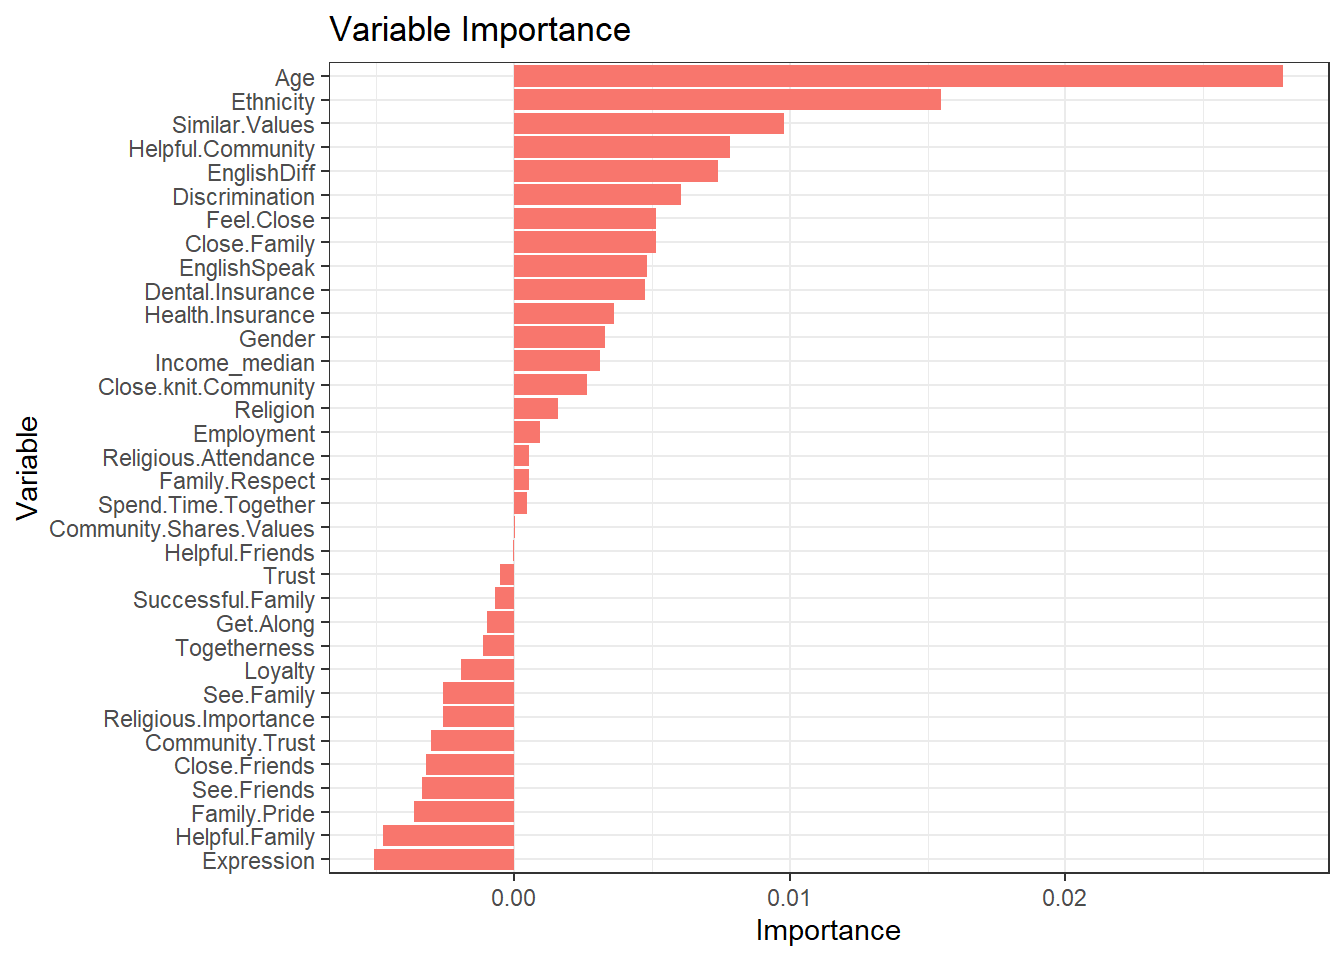 Variable Importance
Age
Ethnicity
Similar.Values
Helpful.Community
EnglishDiff
Discrimination
Feel.Close
Close.Family
EnglishSpeak
Dental.Insurance
Health.Insurance
Gender
Income_median
Close.knit.Community
Religion
Employment
Religious.Attendance
Family.Respect
Spend.Time.Together
Community.Shares.Values
Helpful.Friends
Trust
Successful.Family
Get.Along
Togetherness
Loyalty
See.Family
Religious.Importance
Community.Trust
Close.Friends
See.Friends
Family.Pride
Helpful.Family
Expression
Variable
0.00 0.01 0.02
Importance